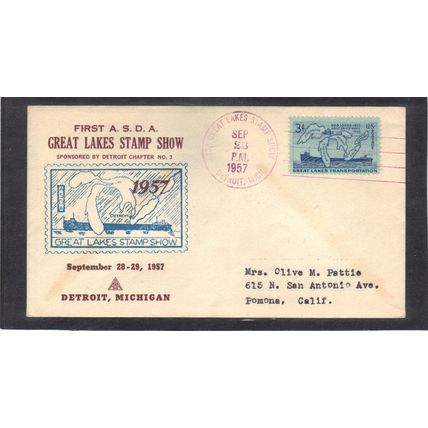 FIRST A. S. D. A.
GREAT LAKES STAMP SHOW
SPONSORED BY DETROIT CHAPTER NO. 3
1957
DETROIT
GREAT LAKES STAMP SHOW
September 28-29, 1957
DETROIT, MICHIGAN
GREAT LAKES STAMP SHOW
SEP
28
P.M.
1957
DETROIT, MICH.
3¢
U.S.
GREAT LAKES TRANSPORTATION
Mrs. Olive M. Pattie
615 N. San Antonio Ave.
Pomona, Calif.